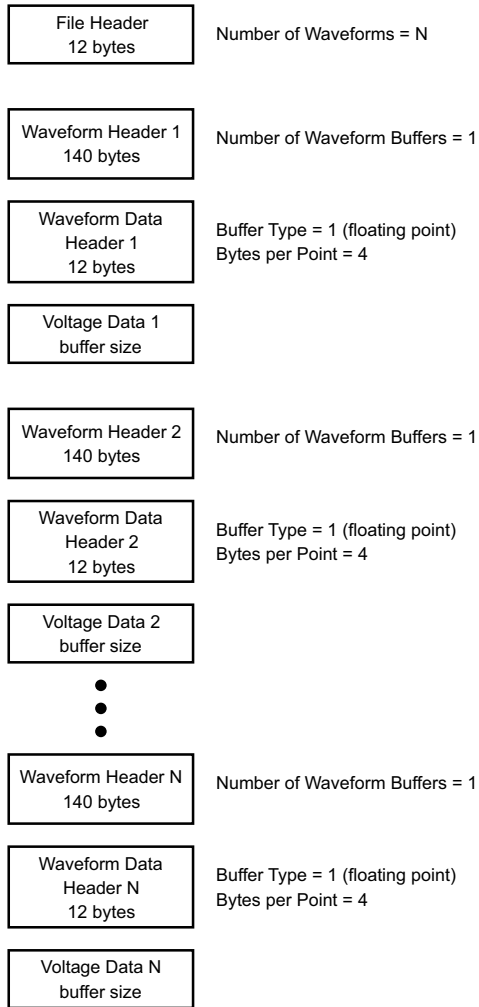 File Header
12 bytes
Number of Waveforms = N
Waveform Header 1
140 bytes
Number of Waveform Buffers = 1
Waveform Data
Header 1
12 bytes
Buffer Type = 1 (floating point)
Bytes per Point = 4
Voltage Data 1
buffer size
Waveform Header 2
140 bytes
Number of Waveform Buffers = 1
Waveform Data
Header 2
12 bytes
Buffer Type = 1 (floating point)
Bytes per Point = 4
Voltage Data 2
buffer size
Waveform Header N
140 bytes
Number of Waveform Buffers = 1
Waveform Data
Header N
12 bytes
Buffer Type = 1 (floating point)
Bytes per Point = 4
Voltage Data N
buffer size